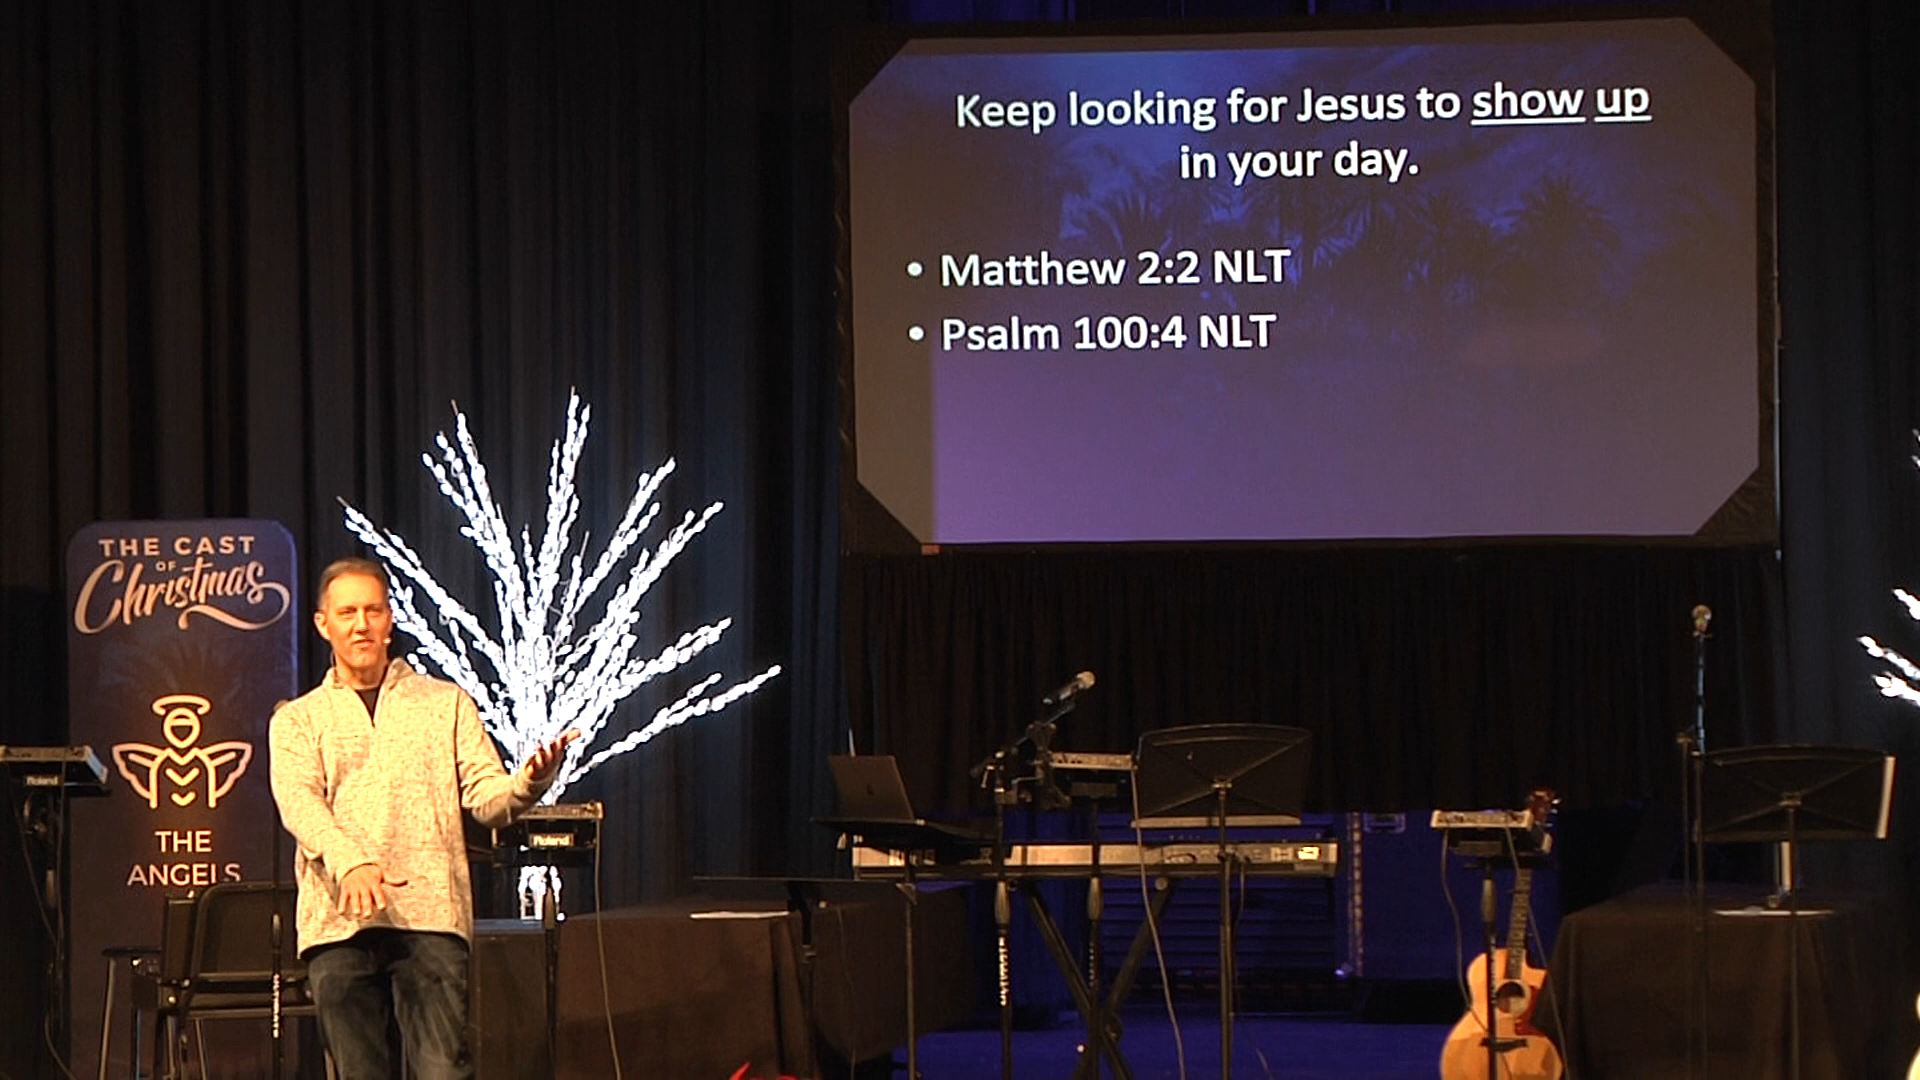 Keep looking for Jesus to show up
in your day.
• Matthew 2:2 NLT
• Psalm 100:4 NLT
THE CAST
OF
Christmas
THE
ANGELS
Roland
Roland